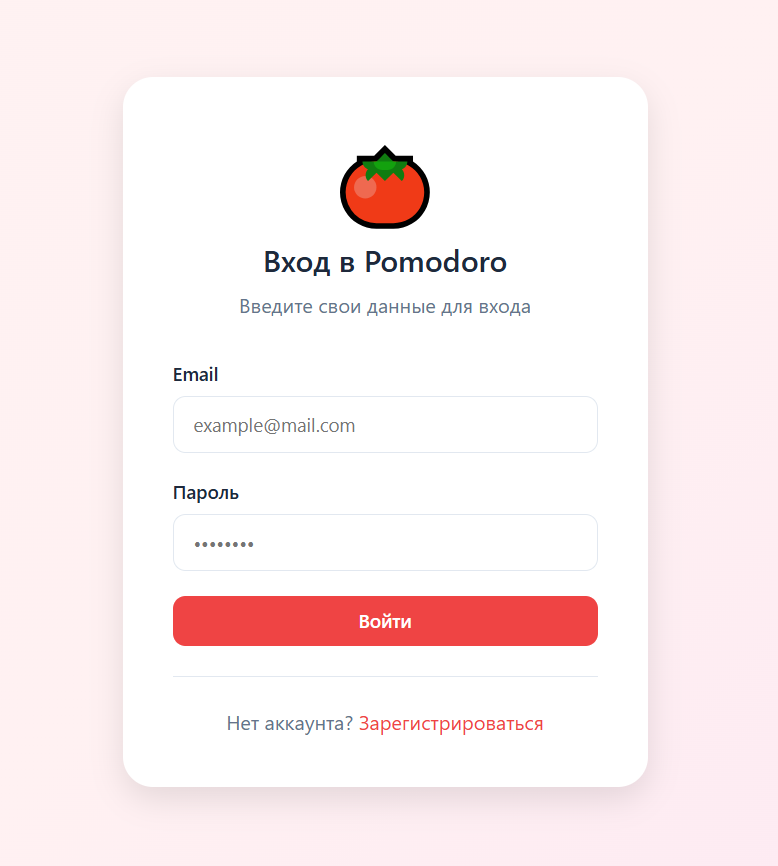 Вход в Pomodoro
Введите свои данные для входа
Email
example@mail.com
Пароль
••••••••
Войти
Нет аккаунта? Зарегистрироваться